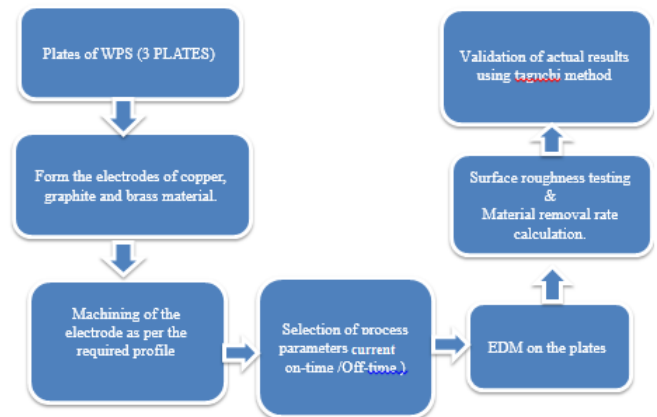 Plates of WPS (3 PLATES)
Form the electrodes of copper,
graphite and brass material.
Machining of the
electrode as per the
required profile
Selection of process
parameters current
on-time /Off-time.)
EDM on the plates
Surface roughness testing
&
Material removal rate
calculation.
Validation of actual results
using taguchi method